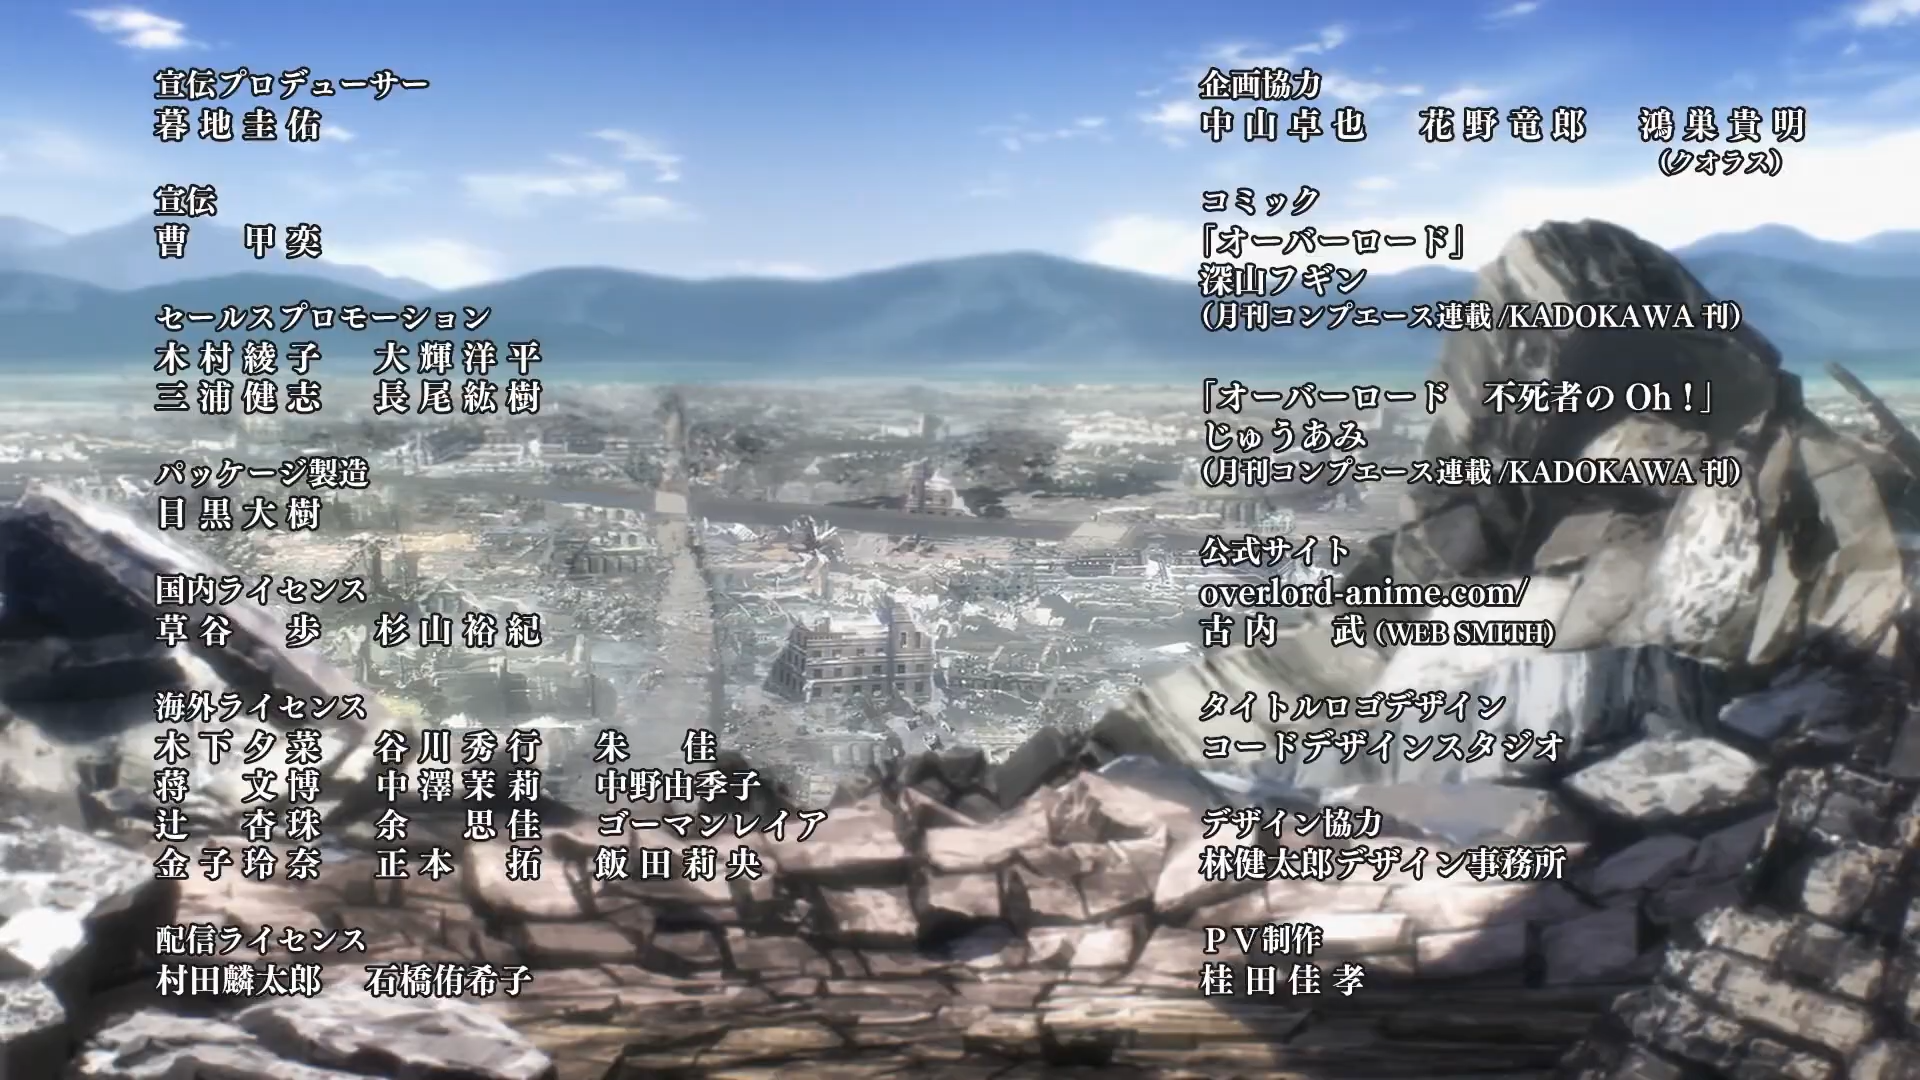 宣伝プロデューサー
暮地圭佑
宣伝
曹　甲奕
セールスプロモーション
木村綾子　大輝洋平
三浦健志　長尾紘樹
パッケージ製造
目黒大樹
国内ライセンス
草谷　歩　杉山裕紀
海外ライセンス
木下夕菜　谷川秀行　朱　佳
蒋　文博　中澤茉莉　中野由季子
辻　杏珠　余　思佳　ゴーマンレイア
金子玲奈　正本　拓　飯田莉央
配信ライセンス
村田麟太郎　石橋侑希子
企画協力
中山卓也　花野竜郎　鴻巣貴明
（クオラス）
コミック
「オーバーロード」
深山フギン
（月刊コンプエース連載/KADOKAWA刊）
「オーバーロード　不死者のOh！」
じゅうあみ
（月刊コンプエース連載/KADOKAWA刊）
公式サイト
overlord-anime.com/
古内　武（WEB SMITH）
タイトルロゴデザイン
コードデザインスタジオ
デザイン協力
林健太郎デザイン事務所
ＰＶ制作
桂田佳孝